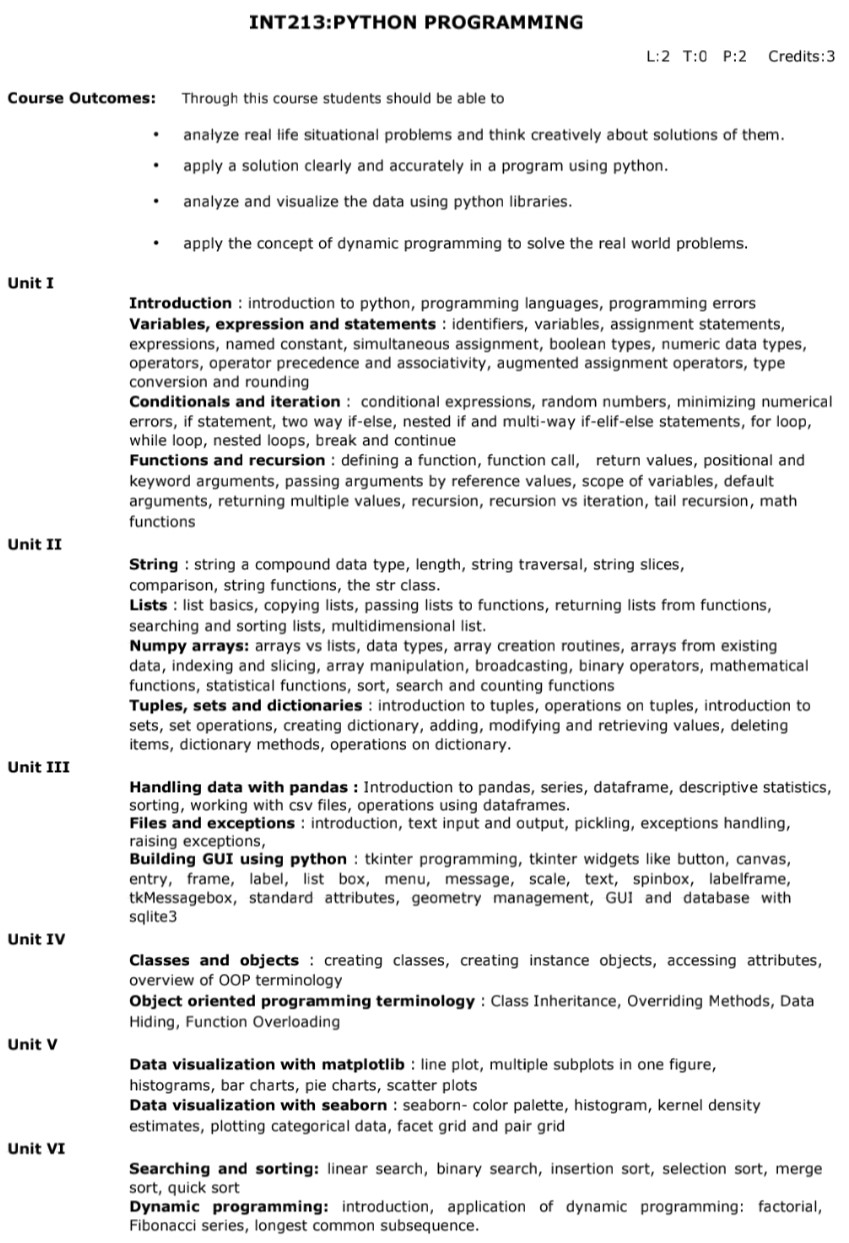 INT213:PYTHON PROGRAMMING
L:2 T:0 P:2 Credits:3
Course Outcomes: Through this course students should be able to
• analyze real life situational problems and think creatively about solutions of them.
• apply a solution clearly and accurately in a program using python.
• analyze and visualize the data using python libraries.
• apply the concept of dynamic programming to solve the real world problems.
Unit I
Introduction : introduction to python, programming languages, programming errors
Variables, expression and statements : identifiers, variables, assignment statements,
expressions, named constant, simultaneous assignment, boolean types, numeric data types,
operators, operator precedence and associativity, augmented assignment operators, type
conversion and rounding
Conditionals and iteration : conditional expressions, random numbers, minimizing numerical
errors, if statement, two way if-else, nested if and multi-way if-elif-else statements, for loop,
while loop, nested loops, break and continue
Functions and recursion : defining a function, function call, return values, positional and
keyword arguments, passing arguments by reference values, scope of variables, default
arguments, returning multiple values, recursion, recursion vs iteration, tail recursion, math
functions
Unit II
String : string a compound data type, length, string traversal, string slices,
comparison, string functions, the str class.
Lists : list basics, copying lists, passing lists to functions, returning lists from functions,
searching and sorting lists, multidimensional list.
Numpy arrays: arrays vs lists, data types, array creation routines, arrays from existing
data, indexing and slicing, array manipulation, broadcasting, binary operators, mathematical
functions, statistical functions, sort, search and counting functions
Tuples, sets and dictionaries : introduction to tuples, operations on tuples, introduction to
sets, set operations, creating dictionary, adding, modifying and retrieving values, deleting
items, dictionary methods, operations on dictionary.
Unit III
Handling data with pandas : Introduction to pandas, series, dataframe, descriptive statistics,
sorting, working with csv files, operations using dataframes.
Files and exceptions : introduction, text input and output, pickling, exceptions handling,
raising exceptions,
Building GUI using python : tkinter programming, tkinter widgets like button, canvas,
entry, frame, label, list box, menu, message, scale, text, spinbox, labelframe,
tkMessagebox, standard attributes, geometry management, GUI and database with
sqlite3
Unit IV
Classes and objects : creating classes, creating instance objects, accessing attributes,
overview of OOP terminology
Object oriented programming terminology : Class Inheritance, Overriding Methods, Data
Hiding, Function Overloading
Unit V
Data visualization with matplotlib : line plot, multiple subplots in one figure,
histograms, bar charts, pie charts, scatter plots
Data visualization with seaborn : seaborn- color palette, histogram, kernel density
estimates, plotting categorical data, facet grid and pair grid
Unit VI
Searching and sorting: linear search, binary search, insertion sort, selection sort, merge
sort, quick sort
Dynamic programming: introduction, application of dynamic programming: factorial,
Fibonacci series, longest common subsequence.